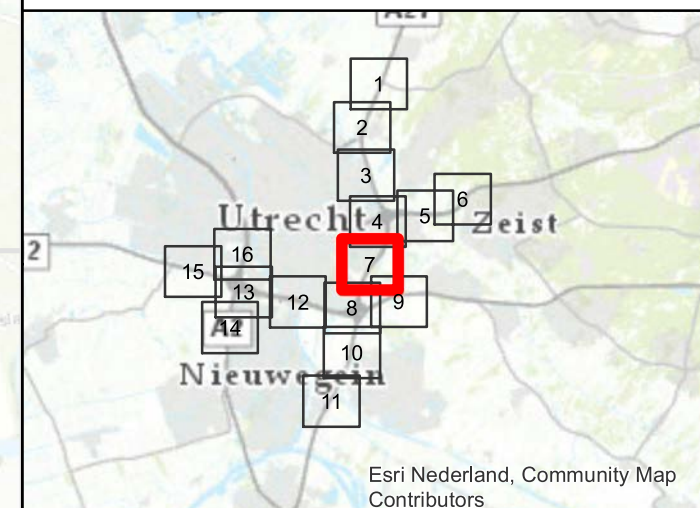 A27
1
2
3
6
Utrecht 4 5 Zeist
2
16
15
7
13
12 8 9
A2
14
10
Nieuwegein
11
Esri Nederland, Community Map
Contributors